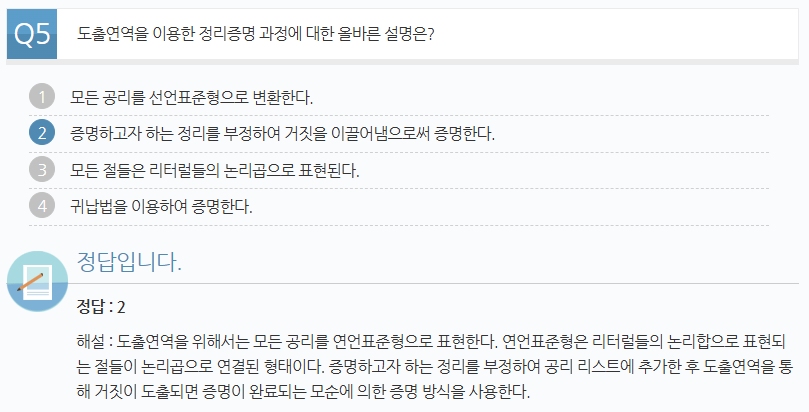 Q5 도출연역을 이용한 정리증명 과정에 대한 올바른 설명은?
1 모든 공리를 선언표준형으로 변환한다.
2 증명하고자 하는 정리를 부정하여 거짓을 이끌어냄으로써 증명한다.
3 모든 절들은 리터럴들의 논리곱으로 표현된다.
4 귀납법을 이용하여 증명한다.
정답입니다.
정답 : 2
해설 : 도출연역을 위해서는 모든 공리를 연언표준형으로 표현한다. 연언표준형은 리터럴들의 논리합으로 표현되
는 절들이 논리곱으로 연결된 형태이다. 증명하고자 하는 정리를 부정하여 공리 리스트에 추가한 후 도출연역을 통
해 거짓이 도출되면 증명이 완료되는 모순에 의한 증명 방식을 사용한다.